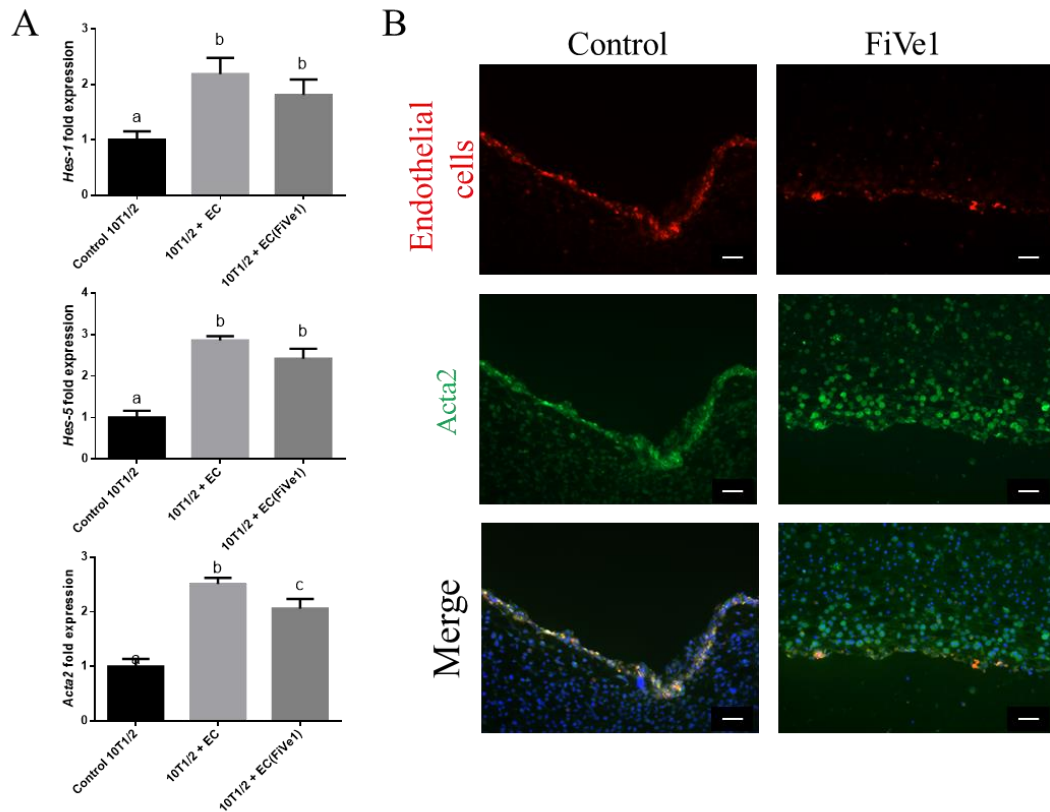 A
Hes-1 fold expression
3
2
1
0
a
b
b
Control 10T1/2
10T1/2 + EC
10T1/2 + EC(FiVe1)
Hes-5 fold expression
4
3
2
1
0
a
b
b
Control 10T1/2
10T1/2 + EC
10T1/2 + EC(FiVe1)
Acta2 fold expression
3
2
1
0
a
b
c
Control 10T1/2
10T1/2 + EC
10T1/2 + EC(FiVe1)
B
Control
FiVe1
Endothelial
cells
Acta2
Merge